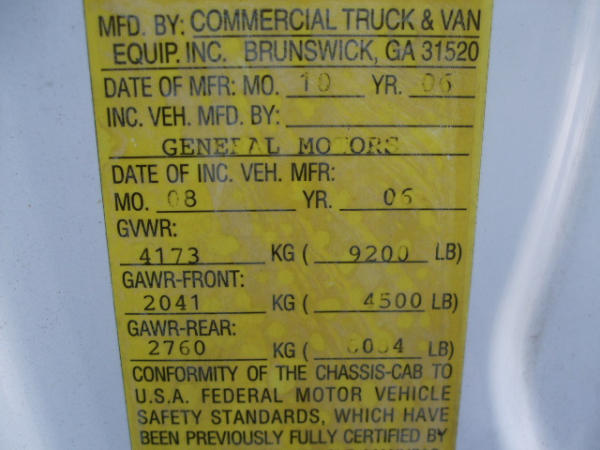 MFD. BY: COMMERCIAL TRUCK & VAN
EQUIP. INC. BRUNSWICK, GA 31520
DATE OF MFR: MO. 10 YR. 06
INC. VEH. MFD. BY:
GENERAL MOTORS
DATE OF INC. VEH. MFR:
MO. 08 YR. 06
GVWR:
4173 KG ( 9200 LB)
GAWR-FRONT:
2041 KG ( 4500 LB)
GAWR-REAR:
2760 KG ( 6084 LB)
CONFORMITY OF THE CHASSIS-CAB TO
U.S.A. FEDERAL MOTOR VEHICLE
SAFETY STANDARDS, WHICH HAVE
BEEN PREVIOUSLY FULLY CERTIFIED BY